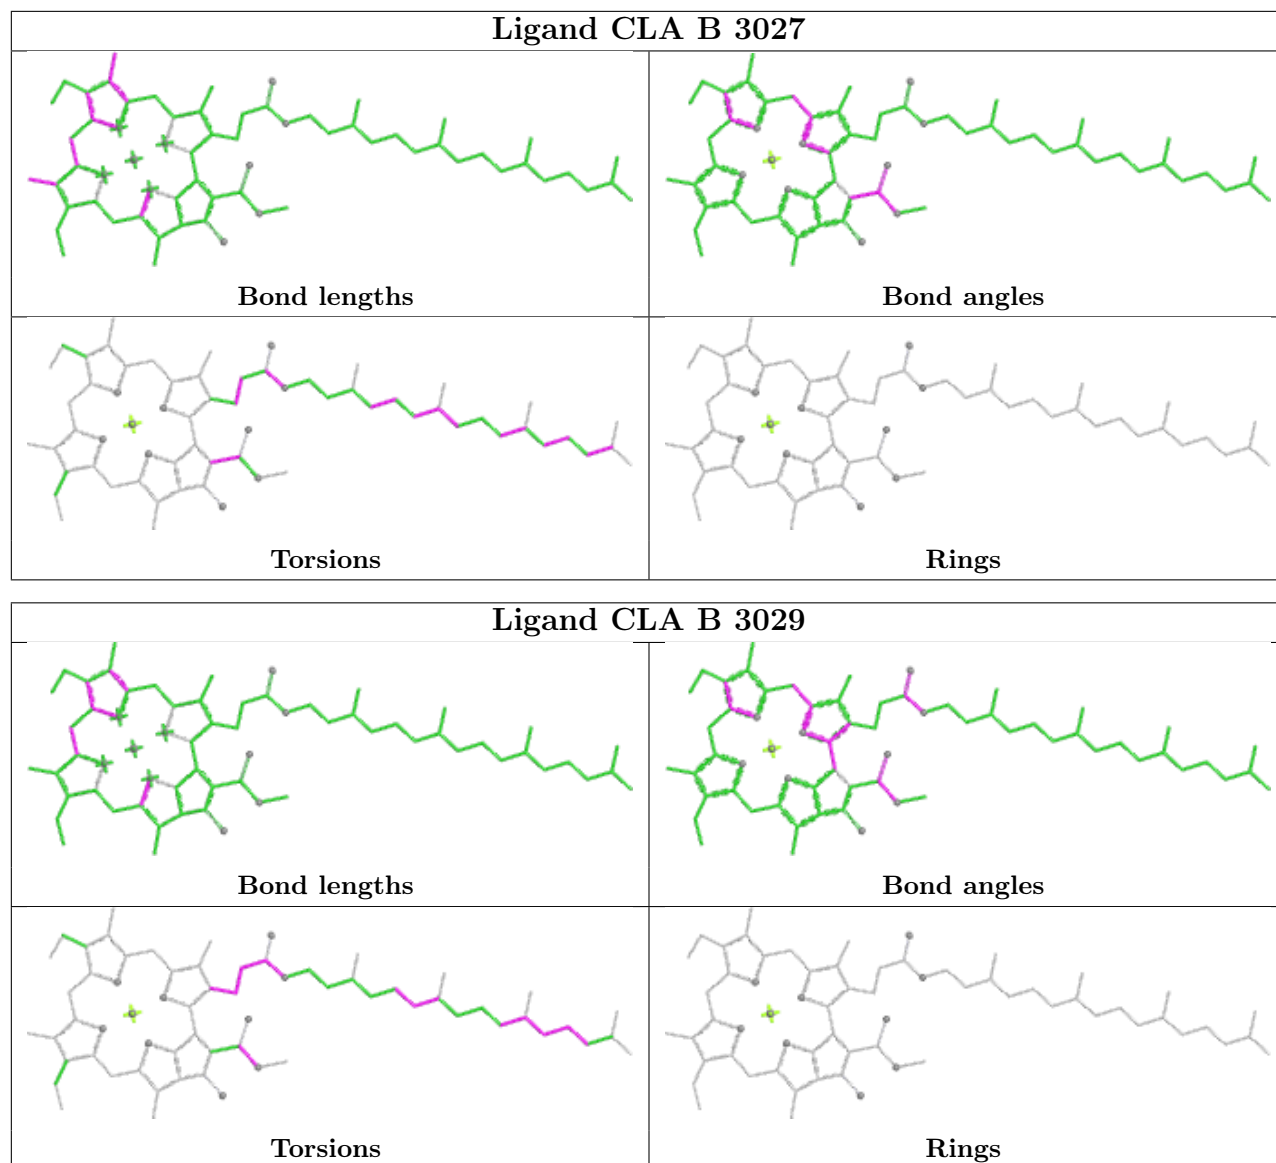 Ligand CLA B 3027
Bond lengths
Bond angles
Torsions
Rings
Ligand CLA B 3029
Bond lengths
Bond angles
Torsions
Rings